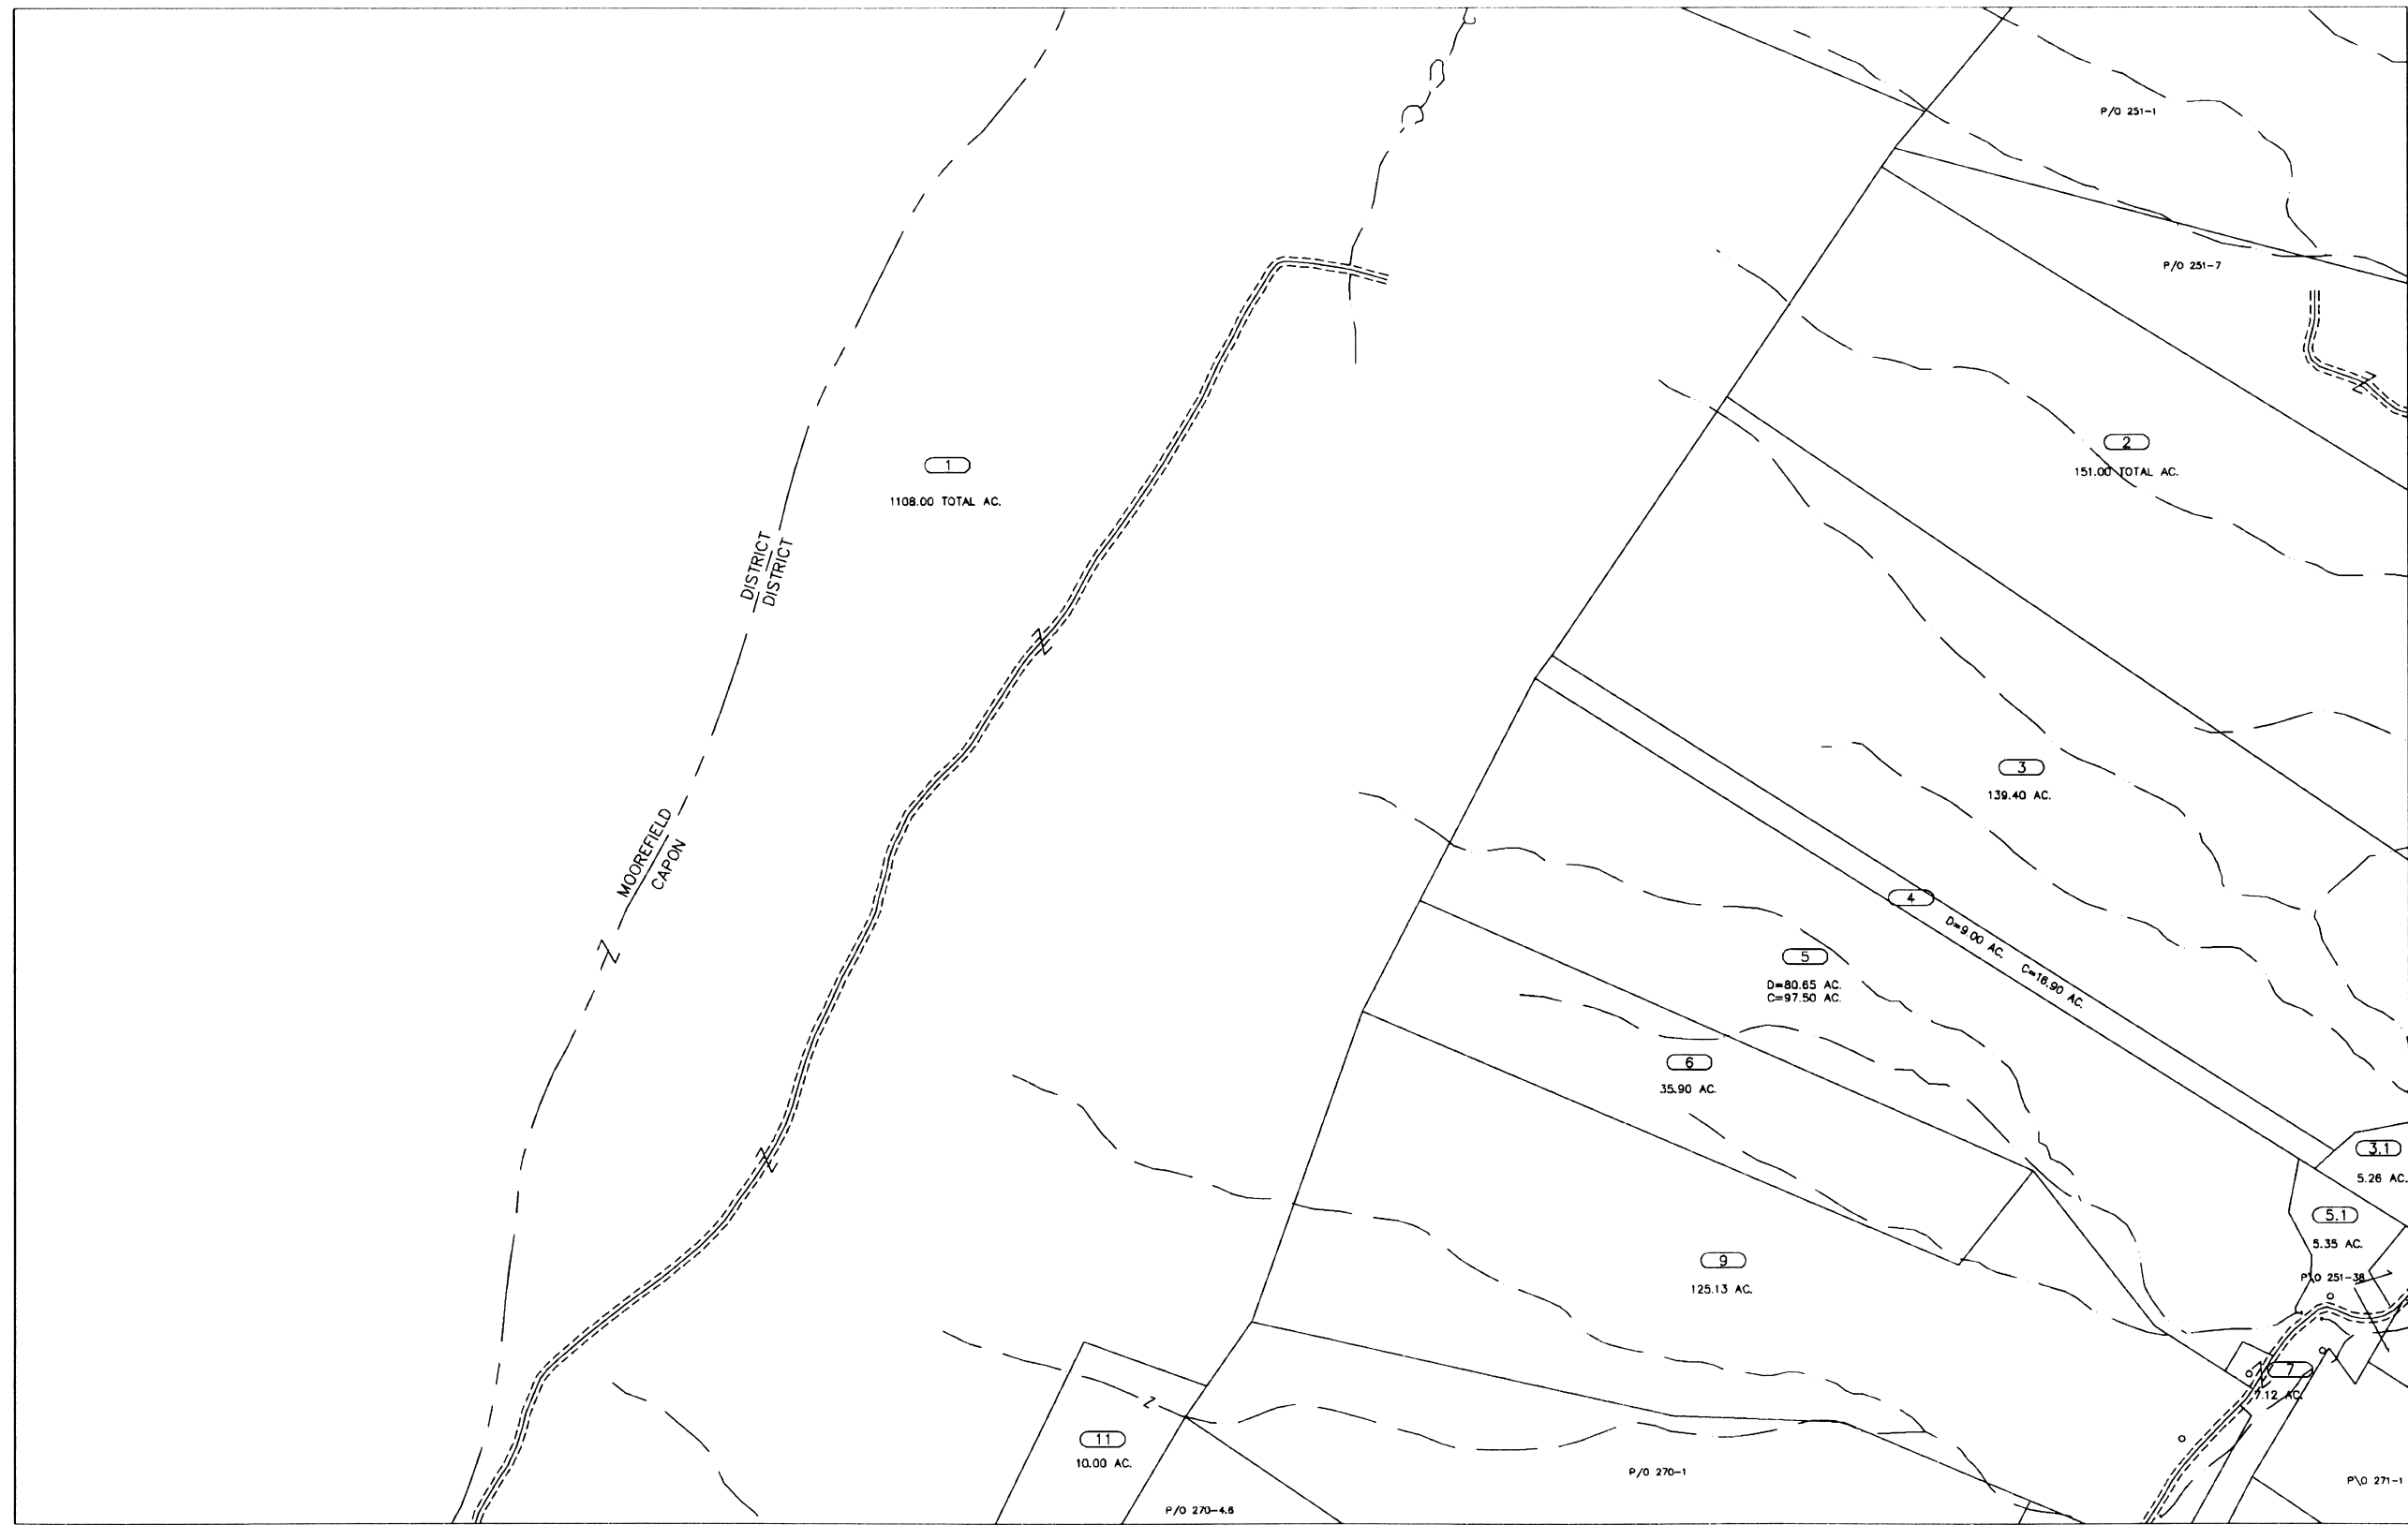 P/O 251-1
P/O 251-7
2
151.00 TOTAL AC.
1
1108.00 TOTAL AC.
DISTRICT
DISTRICT
3
139.40 AC.
MOOREFIELD
CAPON
4
D=9.00 AC. C=16.90 AC.
5
D=80.65 AC.
C=97.50 AC.
6
35.90 AC.
3.1
5.26 AC.
5.1
5.35 AC.
9
125.13 AC.
P\O 251-38
7
7.12 AC.
11
10.00 AC.
P/O 270-1
P\O 271-1
P/O 270-4.6